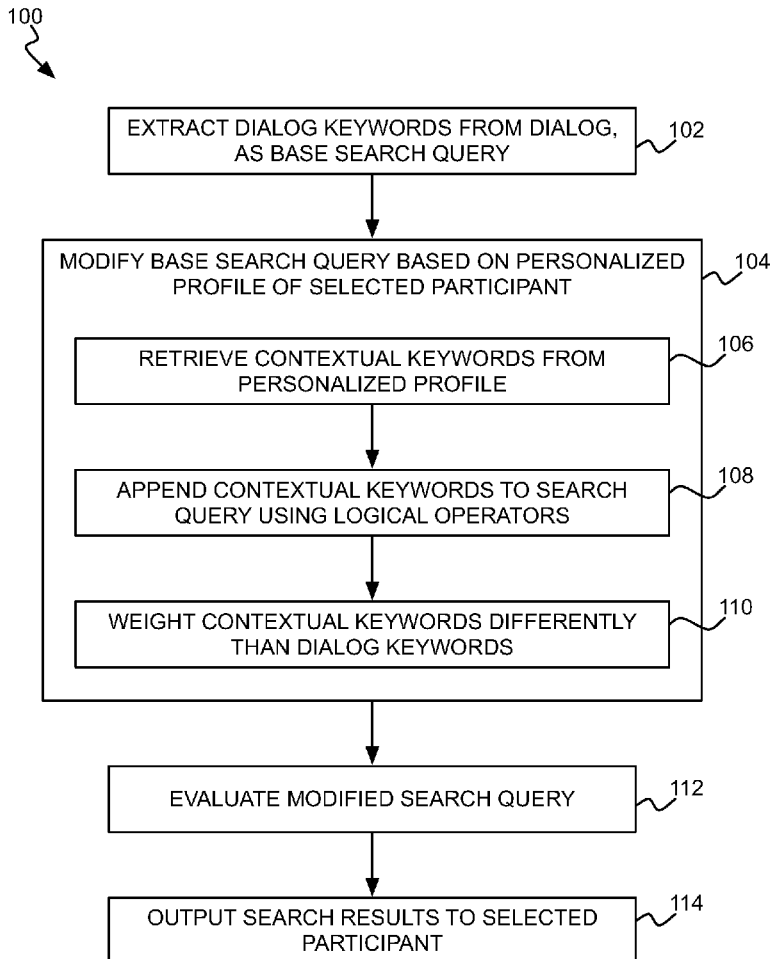 100
EXTRACT DIALOG KEYWORDS FROM DIALOG,
AS BASE SEARCH QUERY
102
MODIFY BASE SEARCH QUERY BASED ON PERSONALIZED
PROFILE OF SELECTED PARTICIPANT
104
RETRIEVE CONTEXTUAL KEYWORDS FROM
PERSONALIZED PROFILE
106
APPEND CONTEXTUAL KEYWORDS TO SEARCH
QUERY USING LOGICAL OPERATORS
108
WEIGHT CONTEXTUAL KEYWORDS DIFFERENTLY
THAN DIALOG KEYWORDS
110
EVALUATE MODIFIED SEARCH QUERY
112
OUTPUT SEARCH RESULTS TO SELECTED
PARTICIPANT
114